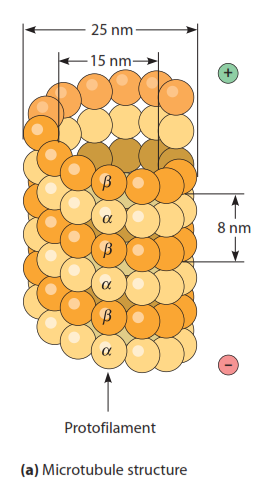 25 nm
15 nm
+
β
α
β
8 nm
α
β
α
−
Protofilament
(a) Microtubule structure